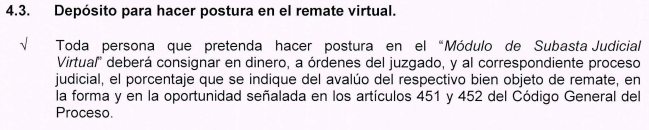 4.3. Depósito para hacer postura en el remate virtual.
√ Toda persona que pretenda hacer postura en el “Módulo de Subasta Judicial
Virtual” deberá consignar en dinero, a órdenes del juzgado, y al correspondiente proceso
judicial, el porcentaje que se indique del avalúo del respectivo bien objeto de remate, en
la forma y en la oportunidad señalada en los artículos 451 y 452 del Código General del
Proceso.